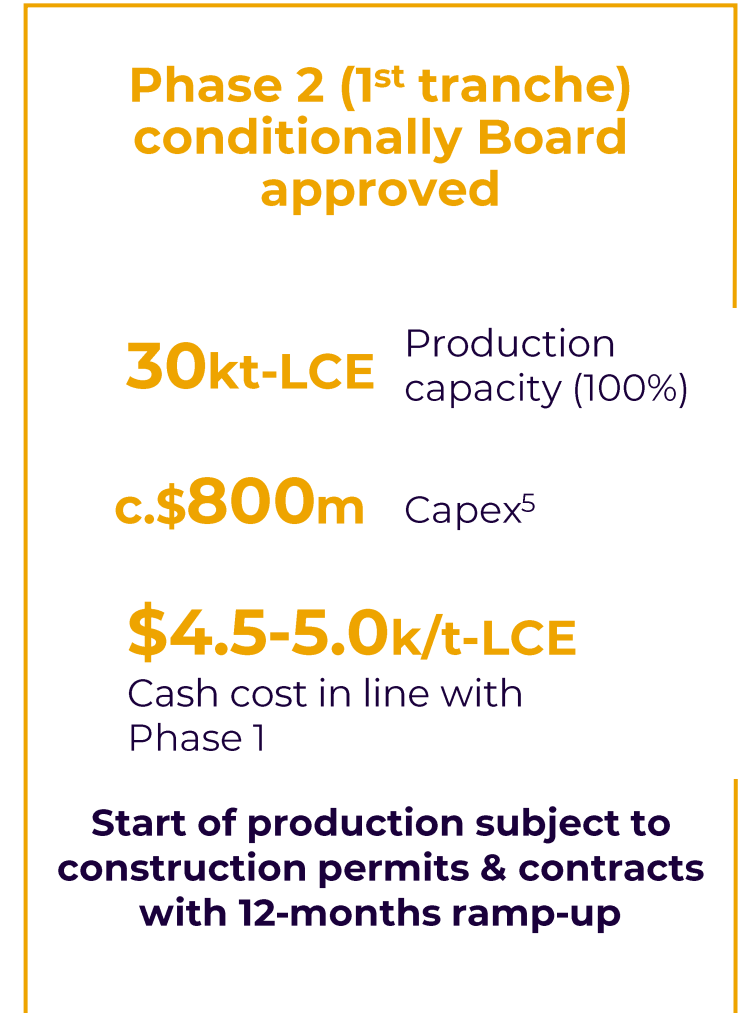 Phase 2 (1st tranche)
conditionally Board
approved
30kt-LCE
Production
capacity (100%)
c.$800m
Capex5
$4.5-5.0k/t-LCE
Cash cost in line with
Phase 1
Start of production subject to
construction permits & contracts
with 12-months ramp-up